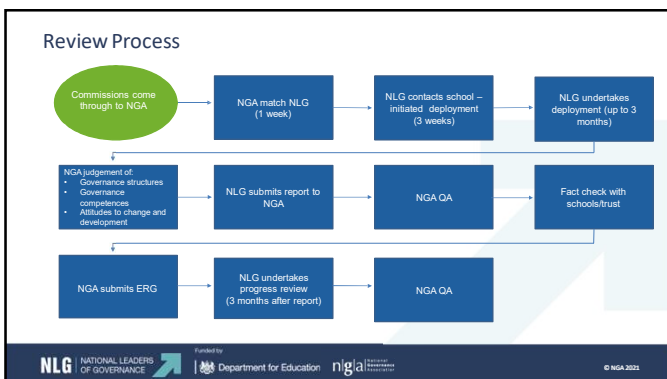 Review Process
Commissions come
through to NGA
NGA match NLG
(1 week)
NLG contacts school –
initiated deployment
(3 weeks)
NLG undertakes
deployment (up to 3
months)
NGA judgement of:
• Governance structures
• Governance
competences
• Attitudes to change and
development
NLG submits report to
NGA
NGA QA
Fact check with
schools/trust
NGA submits ERG
NLG undertakes
progress review
(3 months after report)
NGA QA
NLG
NATIONAL LEADERS
OF GOVERNANCE
Funded by
Department for Education
n|g|a
National
Governance
Association
© NGA 2021